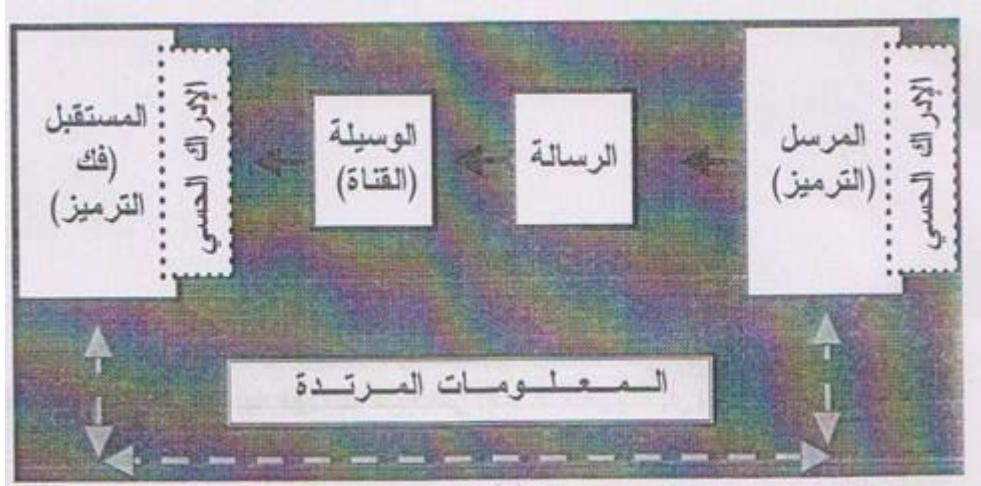 الإدراك الحسي
المرسل
(الترميز)
الرسالة
الوسيلة
(القناة)
الإدراك الحسي
المستقبل
(فك
الترميز)
المعلومات المرتدة